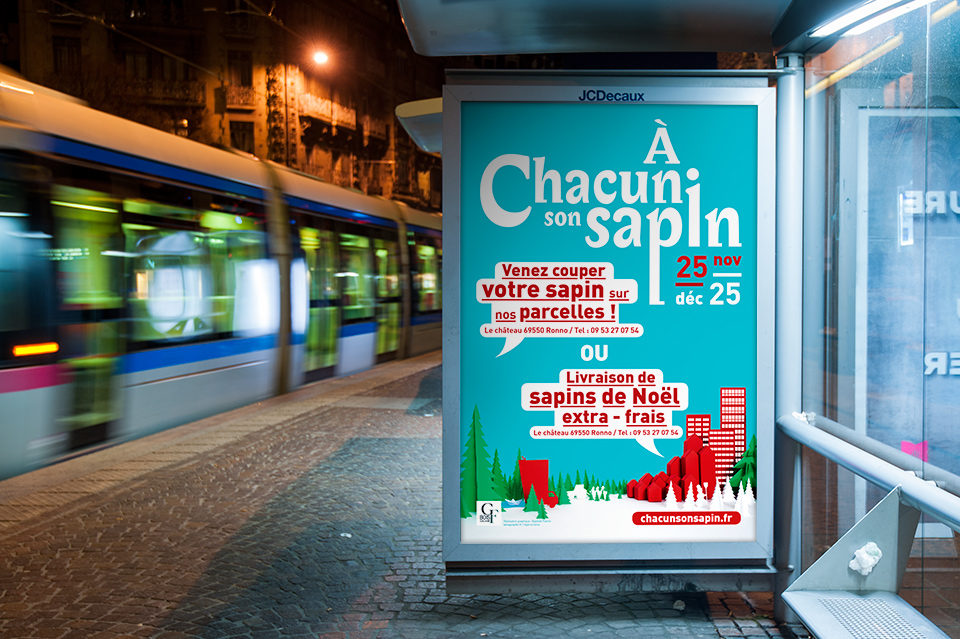 JCDecaux
À
Chacun
son sapin
25 nov
déc 25
Venez couper
votre sapin sur
nos parcelles !
Le château 69550 Ronno / Tel : 09 53 27 07 54
OU
Livraison de
sapins de Noël
extra - frais
Le château 69550 Ronno / Tel : 09 53 27 07 54
GF
chacunsonsapin.fr